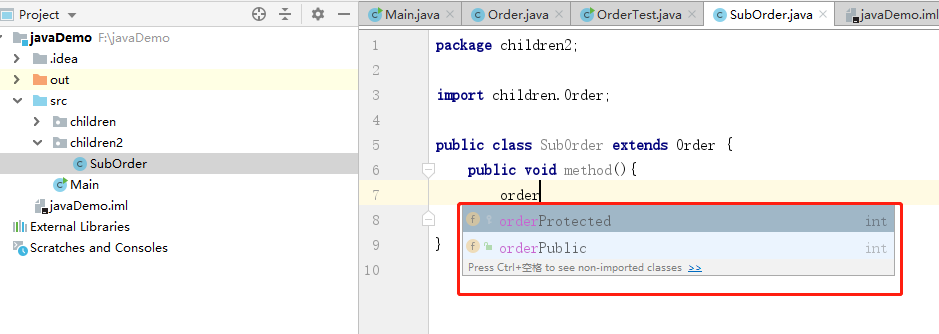 Project
Main.java
Order.java
OrderTest.java
SubOrder.java
javaDemo.iml
javaDemo F:\javaDemo
.idea
out
src
children
children2
SubOrder
Main
javaDemo.iml
External Libraries
Scratches and Consoles
1 package children2;
2
3 import children.Order;
4
5 public class SubOrder extends Order {
6 public void method(){
7 order
8
9 }
10
orderProtected int
orderPublic int
Press Ctrl+空格 to see non-imported classes >>